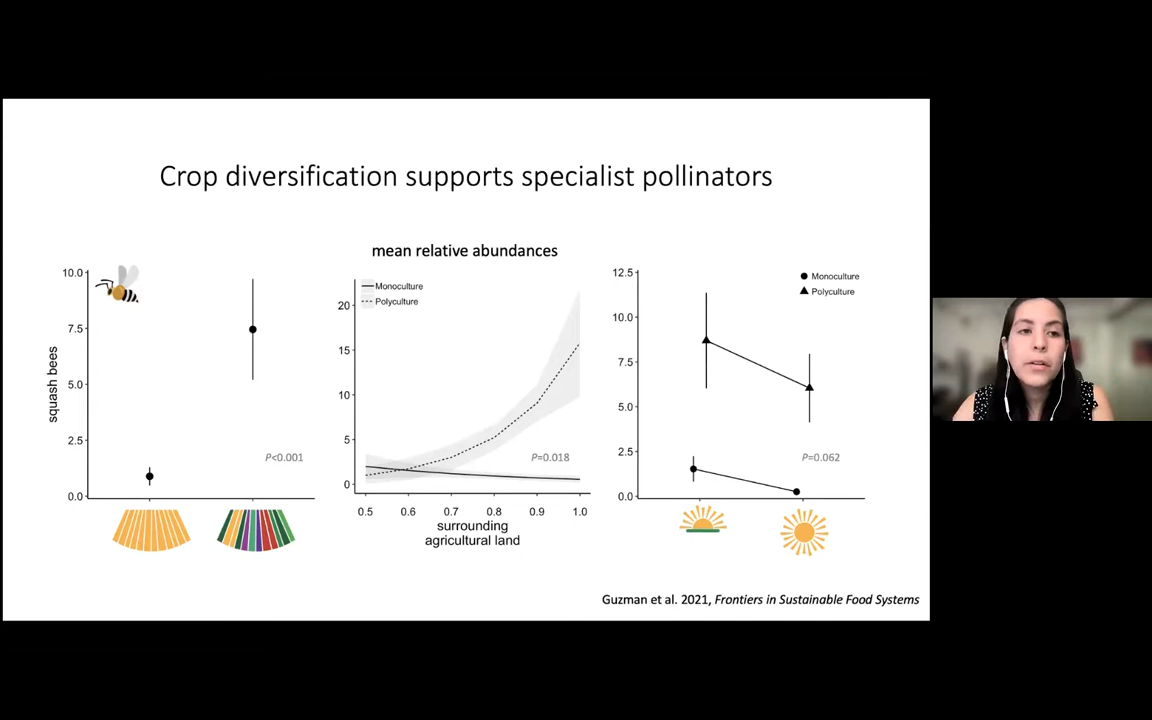 Crop diversification supports specialist pollinators
mean relative abundances
squash bees
10.0
7.5
5.0
2.5
0.0
P<0.001
Monoculture
Polyculture
20
15
10
5
0
P=0.018
0.5 0.6 0.7 0.8 0.9 1.0
surrounding
agricultural land
12.5
10.0
7.5
5.0
2.5
0.0
Monoculture
Polyculture
P=0.062
Guzman et al. 2021, Frontiers in Sustainable Food Systems